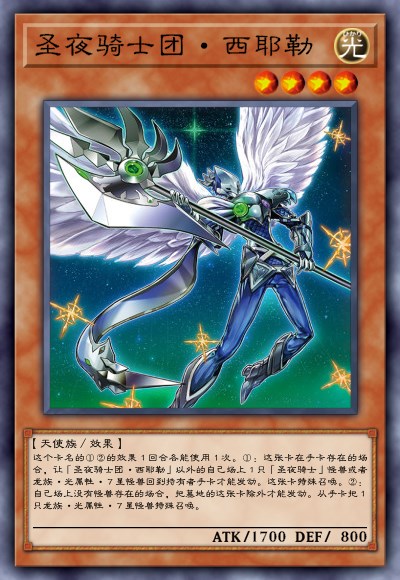 圣夜骑士团·西耶勒
光
【天使族/效果】
这个卡名的①②的效果1回合各能使用1次。①：这张卡在手卡存在的场
合，让「圣夜骑士团·西耶勒」以外的自己场上1只「圣夜骑士」怪兽或者
龙族·光属性·7星怪兽回到持有者手卡才能发动。这张卡特殊召唤。②：
自己场上没有怪兽存在的场合，把墓地的这张卡除外才能发动。从手卡把1
只龙族·光属性·7星怪兽特殊召唤。
ATK/1700 DEF/ 800